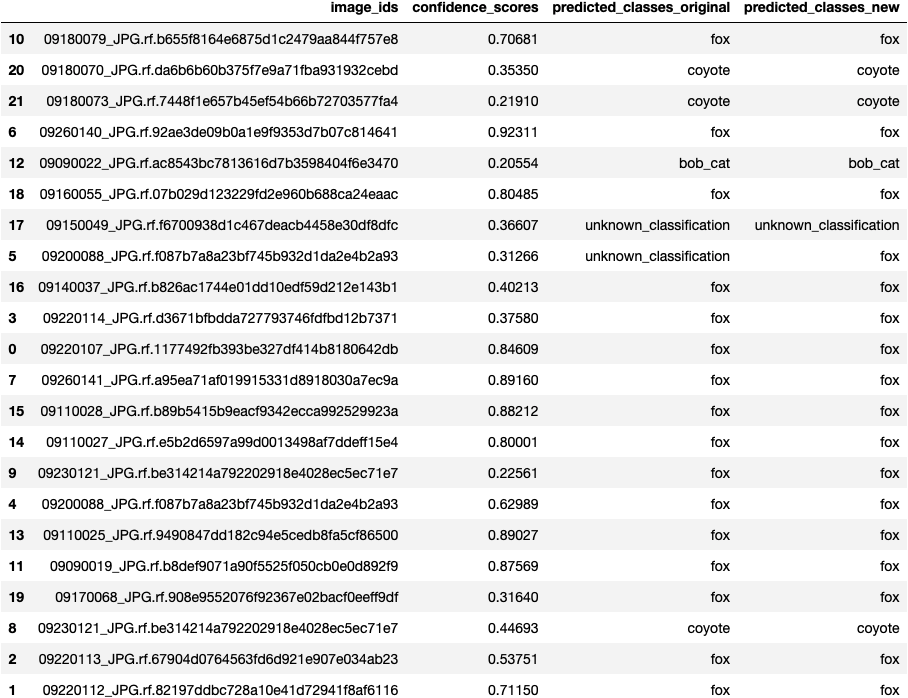 image_ids confidence_scores predicted_classes_original predicted_classes_new
10 09180079_JPG.rf.b655f8164e6875d1c2479aa844f757e8 0.70681 fox fox
20 09180070_JPG.rf.da6b6b60b375f7e9a71fba931932cebd 0.35350 coyote coyote
21 09180073_JPG.rf.7448f1e657b45ef54b66b72703577fa4 0.21910 coyote coyote
6 09260140_JPG.rf.92ae3de09b0a1e9f9353d7b07c814641 0.92311 fox fox
12 09090022_JPG.rf.ac8543bc7813616d7b3598404f6e3470 0.20554 bob_cat bob_cat
18 09160055_JPG.rf.07b029d123229fd2e960b688ca24eaac 0.80485 fox fox
17 09150049_JPG.rf.f6700938d1c467deacb4458e30df8dfc 0.36607 unknown_classification unknown_classification
5 09200088_JPG.rf.f087b7a8a23bf745b932d1da2e4b2a93 0.31266 unknown_classification fox
16 09140037_JPG.rf.b826ac1744e01dd10edf59d212e143b1 0.40213 fox fox
3 09220114_JPG.rf.d3671bfbdda727793746fdfbd12b7371 0.37580 fox fox
0 09220107_JPG.rf.1177492fb393be327df414b8180642db 0.84609 fox fox
7 09260141_JPG.rf.a95ea71af019915331d8918030a7ec9a 0.89160 fox fox
15 09110028_JPG.rf.b89b5415b9eacf9342ecca992529923a 0.88212 fox fox
14 09110027_JPG.rf.e5b2d6597a99d0013498af7ddeff15e4 0.80001 fox fox
9 09230121_JPG.rf.be314214a792202918e4028ec5ec71e7 0.22561 fox fox
4 09200088_JPG.rf.f087b7a8a23bf745b932d1da2e4b2a93 0.62989 fox fox
13 09110025_JPG.rf.9490847dd182c94e5cedb8fa5cf86500 0.89027 fox fox
11 09090019_JPG.rf.b8def9071a90f5525f050cb0e0d892f9 0.87569 fox fox
19 09170068_JPG.rf.908e9552076f92367e02bacf0eeff9df 0.31640 fox fox
8 09230121_JPG.rf.be314214a792202918e4028ec5ec71e7 0.44693 coyote coyote
2 09220113_JPG.rf.67904d0764563fd6d921e907e034ab23 0.53751 fox fox
1 09220112_JPG.rf.82197ddbc728a10e41d72941f8af6116 0.71150 fox fox